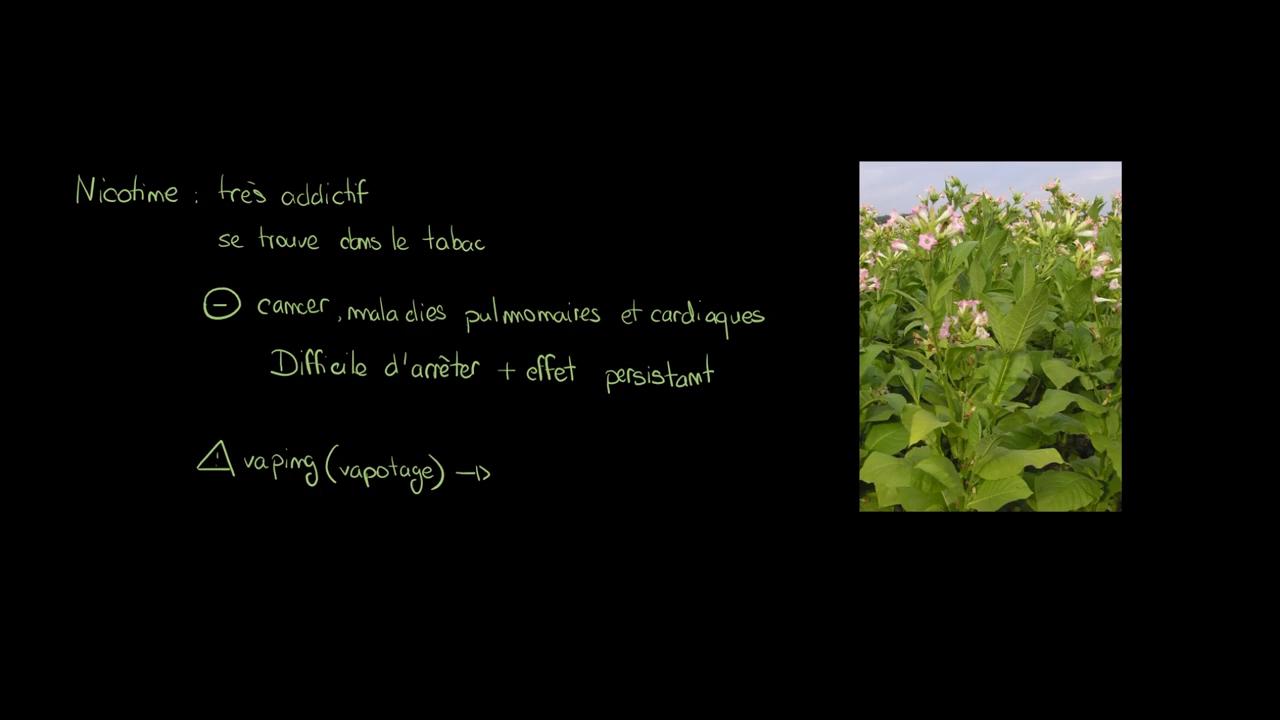 Nicotine : très addictif
se trouve dans le tabac
⊖ cancer, maladies pulmonaires et cardiaques
Difficile d'arrêter + effet persistant
⚠ vaping (vapotage) →